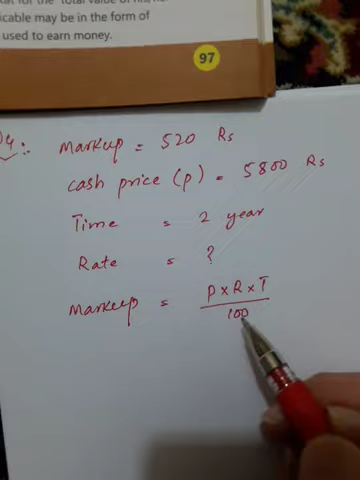 icable may be in the form of
used to earn money.
97
Markup = 520 Rs
Cash price (p) = 5800 Rs
Time = 2 year
Rate = ?
Markup = P x R x T
100